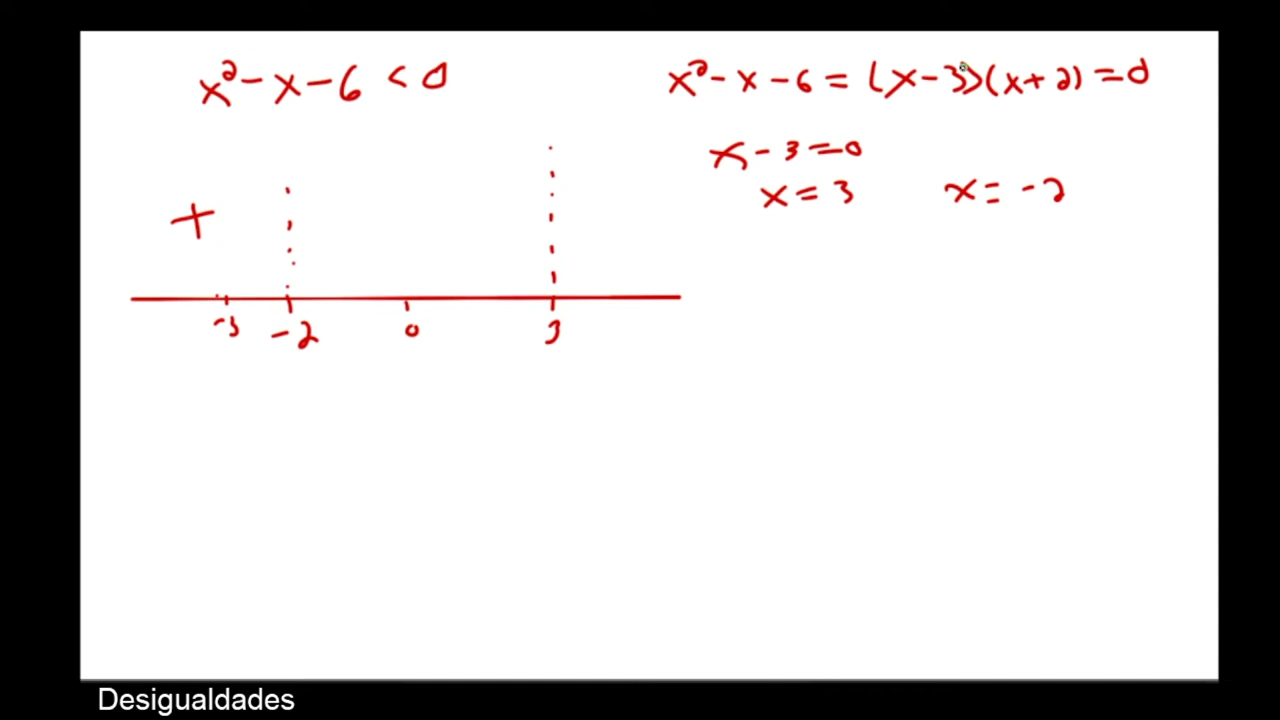 x² - x - 6 < 0
x² - x - 6 = (x - 3)(x + 2) = 0
x - 3 = 0
x = 3 x = -2
+
-3 -2 0 3
Desigualdades